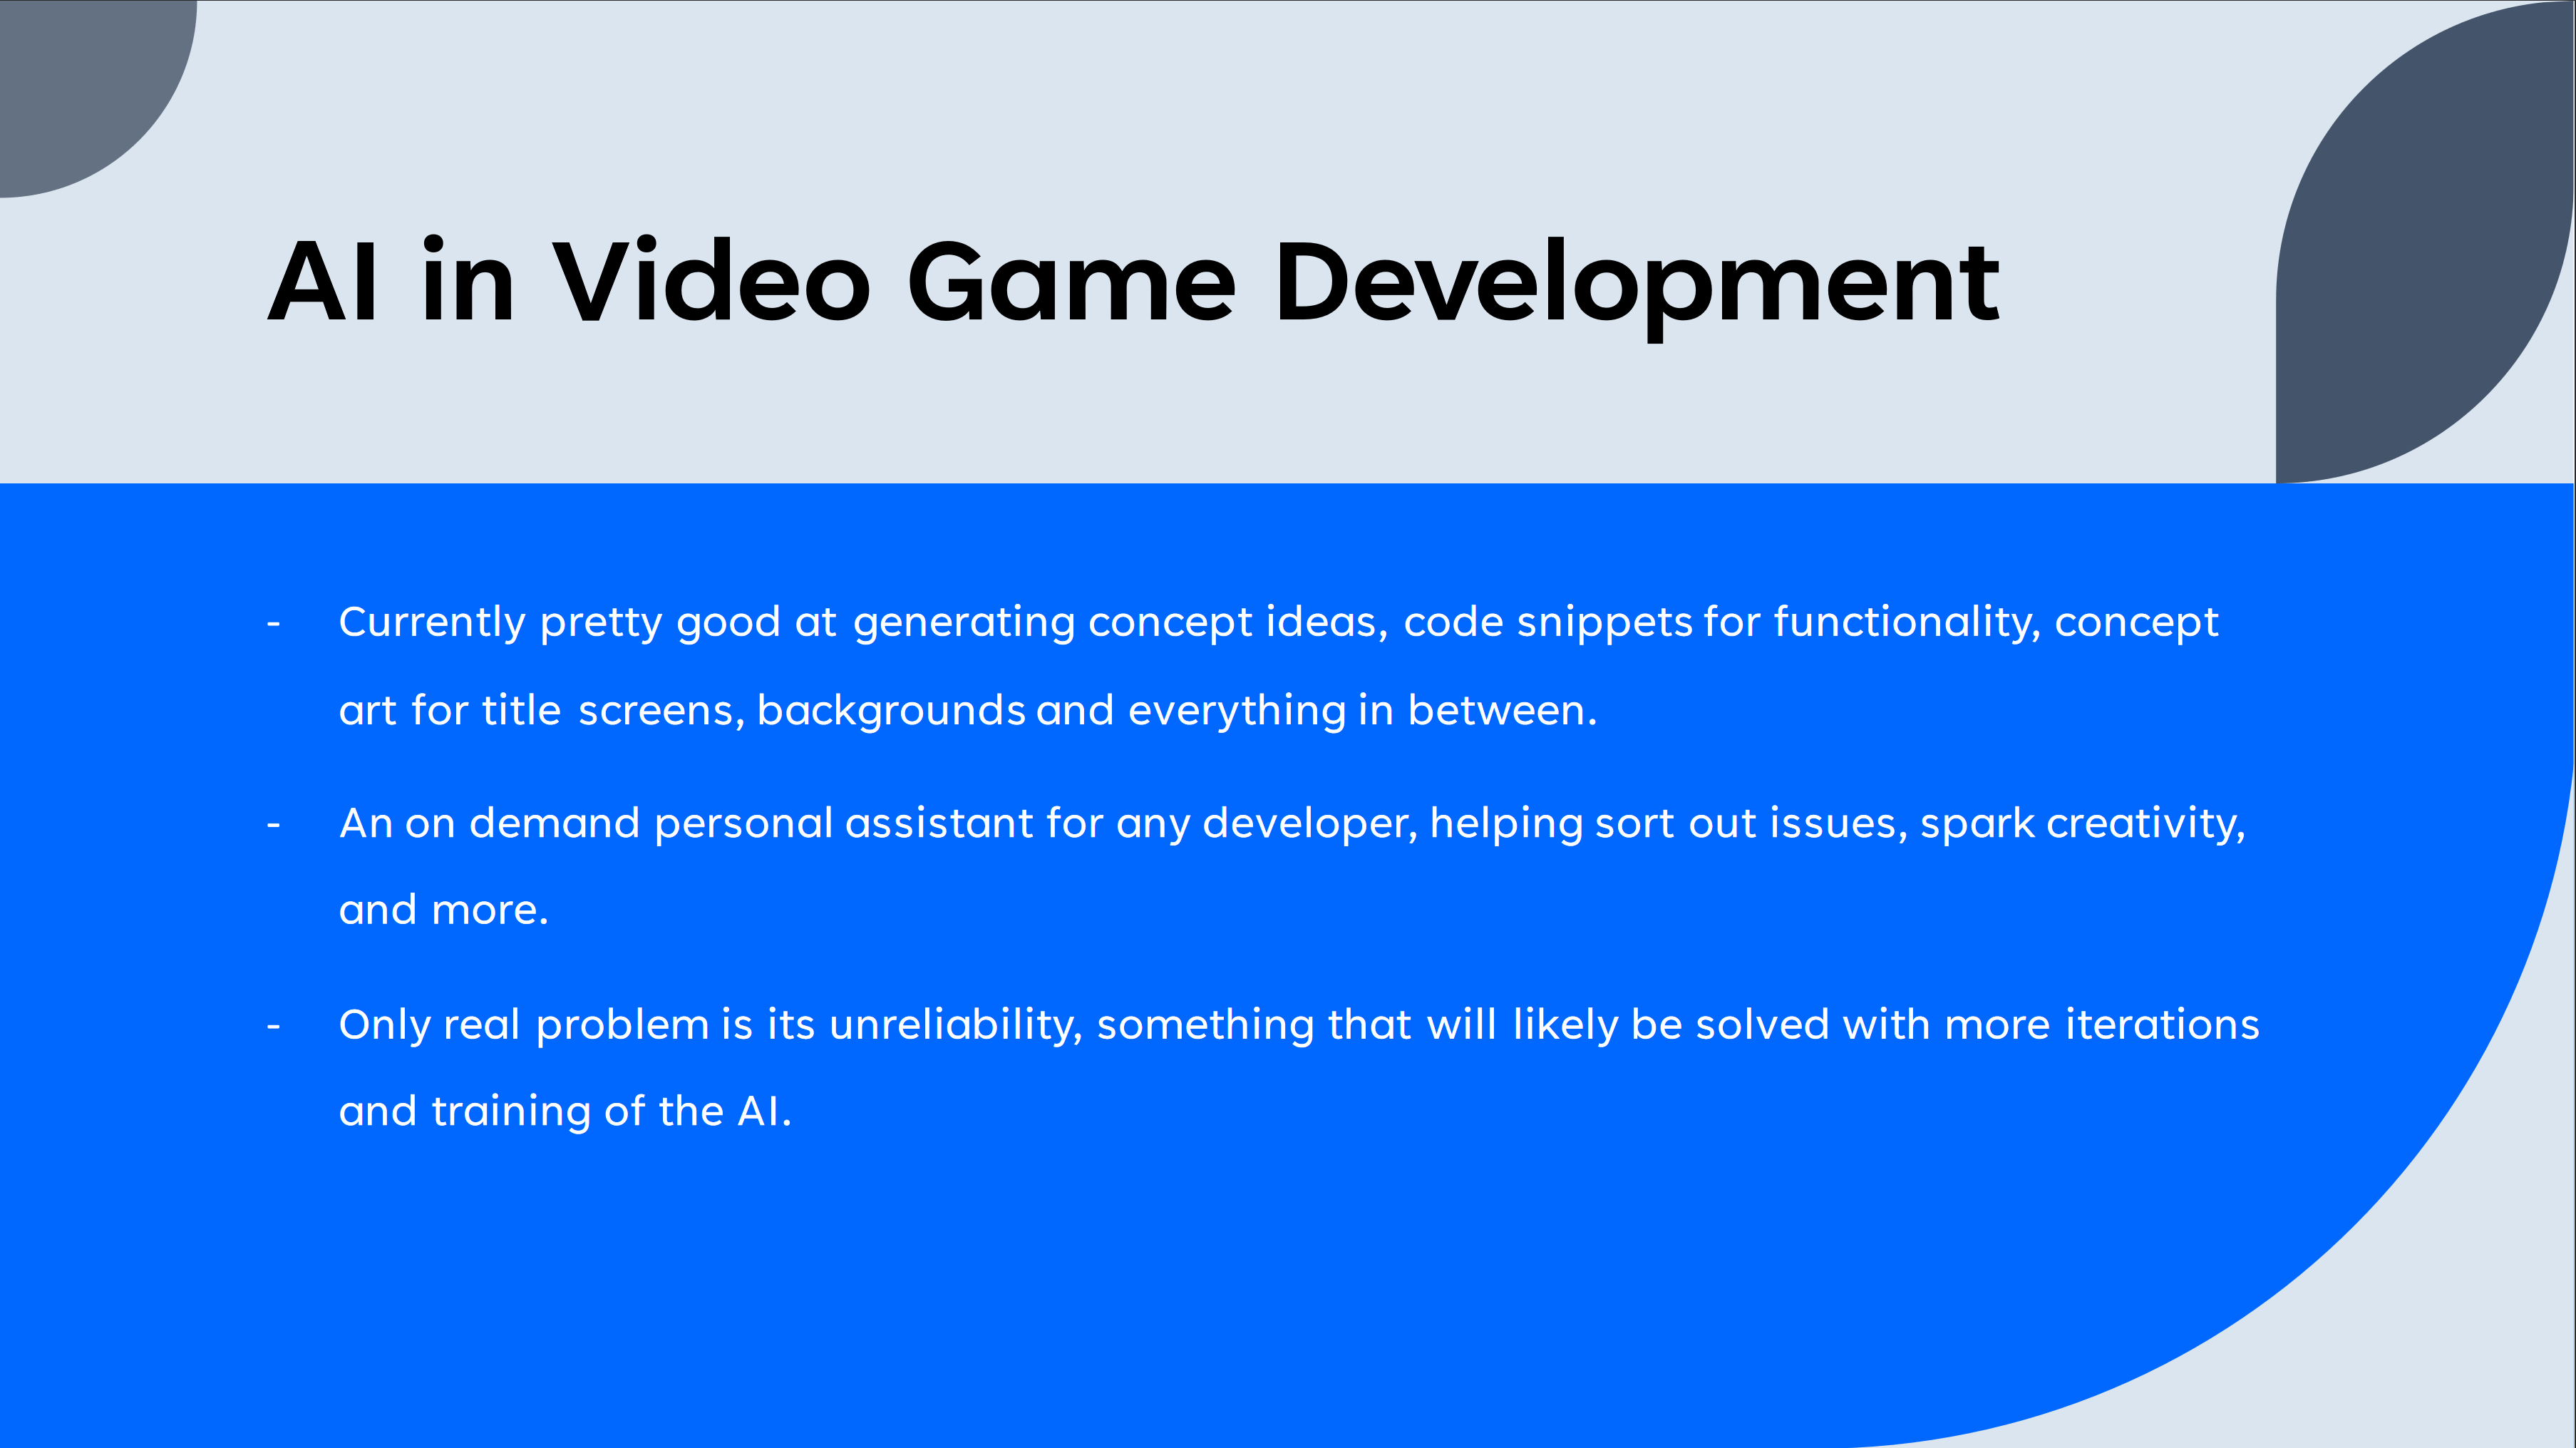 AI in Video Game Development
- Currently pretty good at generating concept ideas, code snippets for functionality, concept
art for title screens, backgrounds and everything in between.
- An on demand personal assistant for any developer, helping sort out issues, spark creativity,
and more.
- Only real problem is its unreliability, something that will likely be solved with more iterations
and training of the AI.